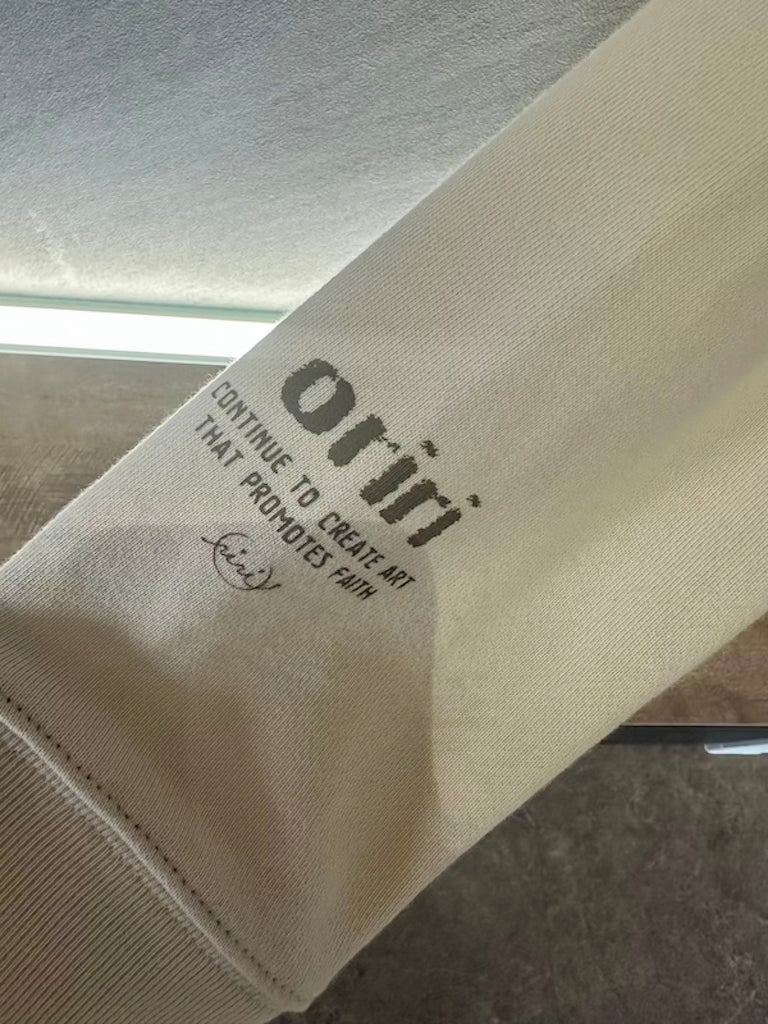 oriri
CONTINUE TO CREATE ART
THAT PROMOTES FAITH